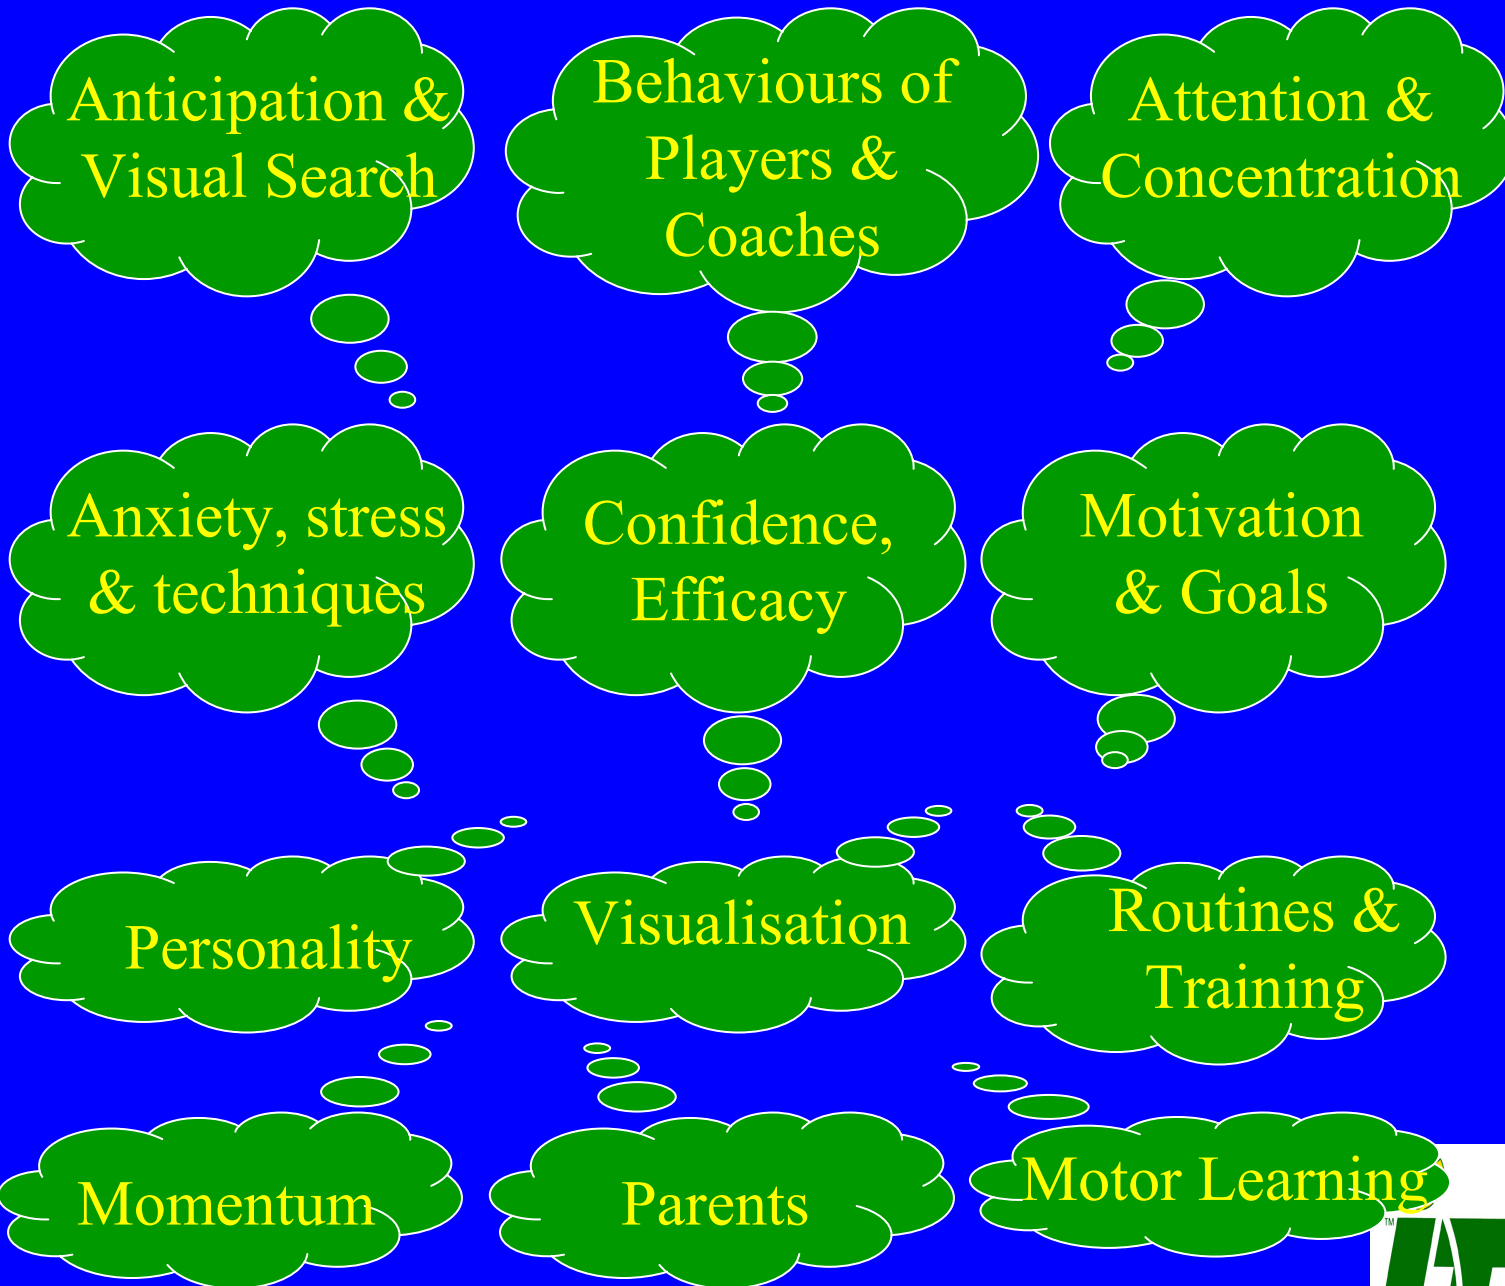 Anticipation &
Visual Search
Behaviours of
Players &
Coaches
Attention &
Concentration
Anxiety, stress
& techniques
Confidence,
Efficacy
Motivation
& Goals
Personality
Visualisation
Routines &
Training
Momentum
Parents
Motor Learning
TM